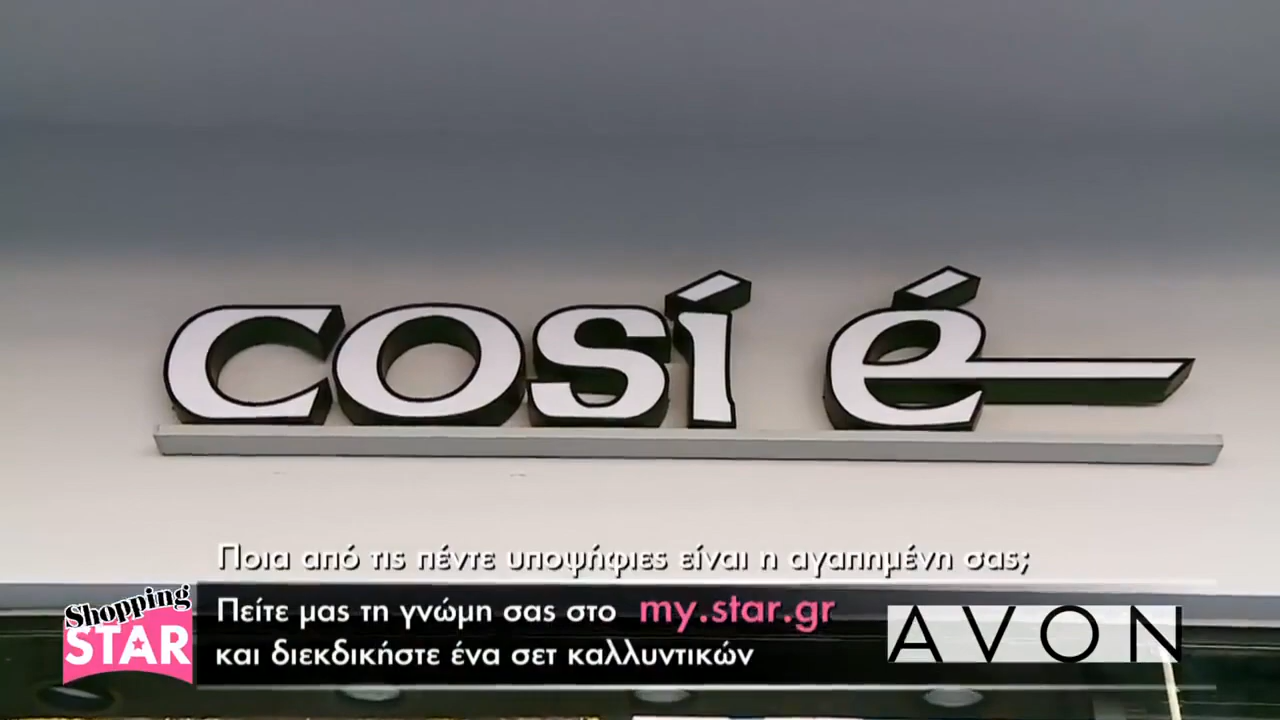 cosí é
Ποια από τις πέντε υποψήφιες είναι η αγαπημένη σας;
Shopping
STAR
Πείτε μας τη γνώμη σας στο my.star.gr
και διεκδικήστε ένα σετ καλλυντικών
AVON